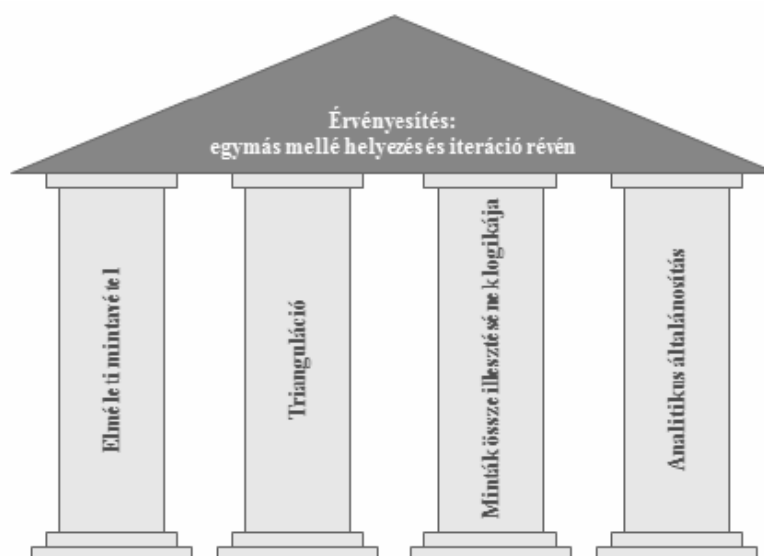 Érvényesítés:
egymás mellé helyezés és iteráció révén
Elméleti mintavétel
Trianguláció
Minták összeillesztésének logikája
Analitikus általánosítás